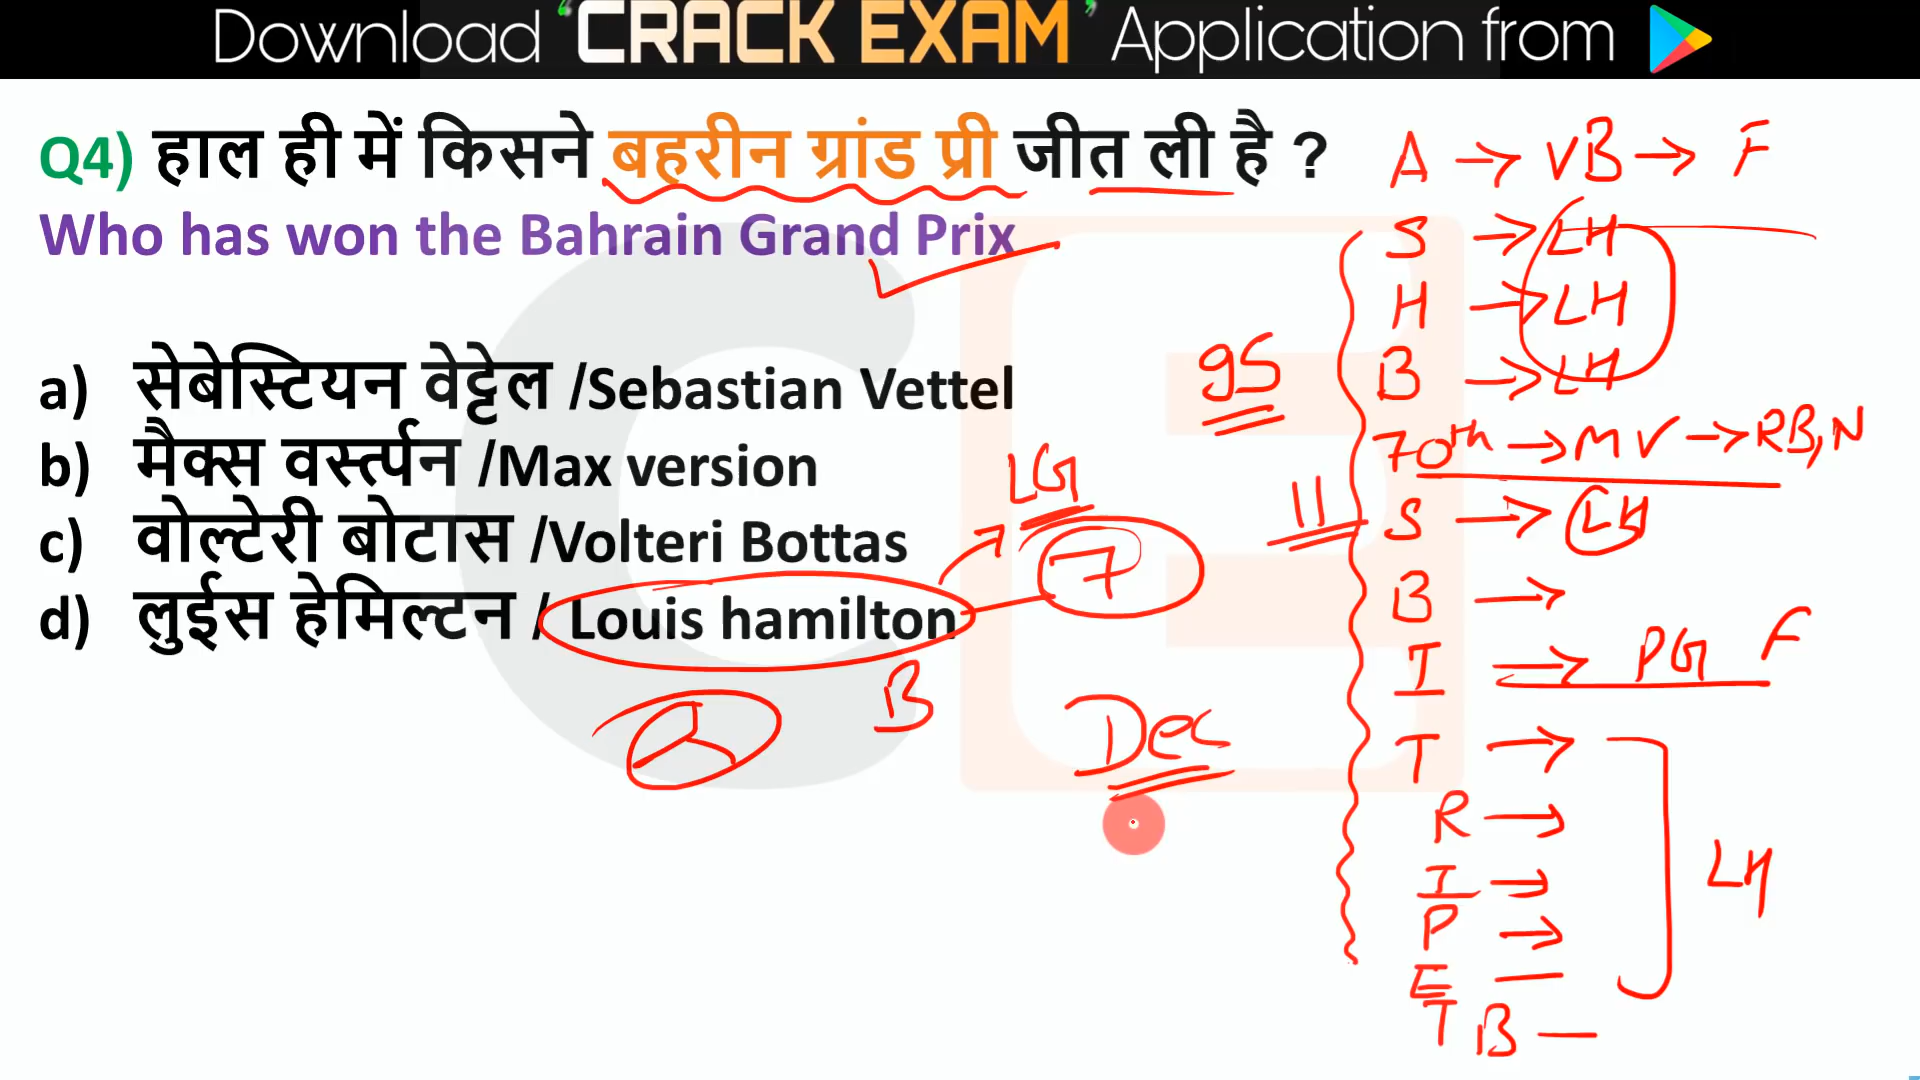 Download 'CRACK EXAM' Application from
Q4) हाल ही में किसने बहरीन ग्रांड प्री जीत ली है ?
Who has won the Bahrain Grand Prix
a) सेबेस्टियन वेट्टेल /Sebastian Vettel
b) मैक्स वर्स्त्पन /Max version
c) वोल्टेरी बोटास /Volteri Bottas
d) लुईस हेमिल्टन / Louis hamilton
LG
7
B
Dec
95
11
A → VB → F
S → LH
H → LH
B → LH
70th → MV → RB, N
S → LH
B →
I → PG F
T →
R →
I →
P →
E —
T B —
LH